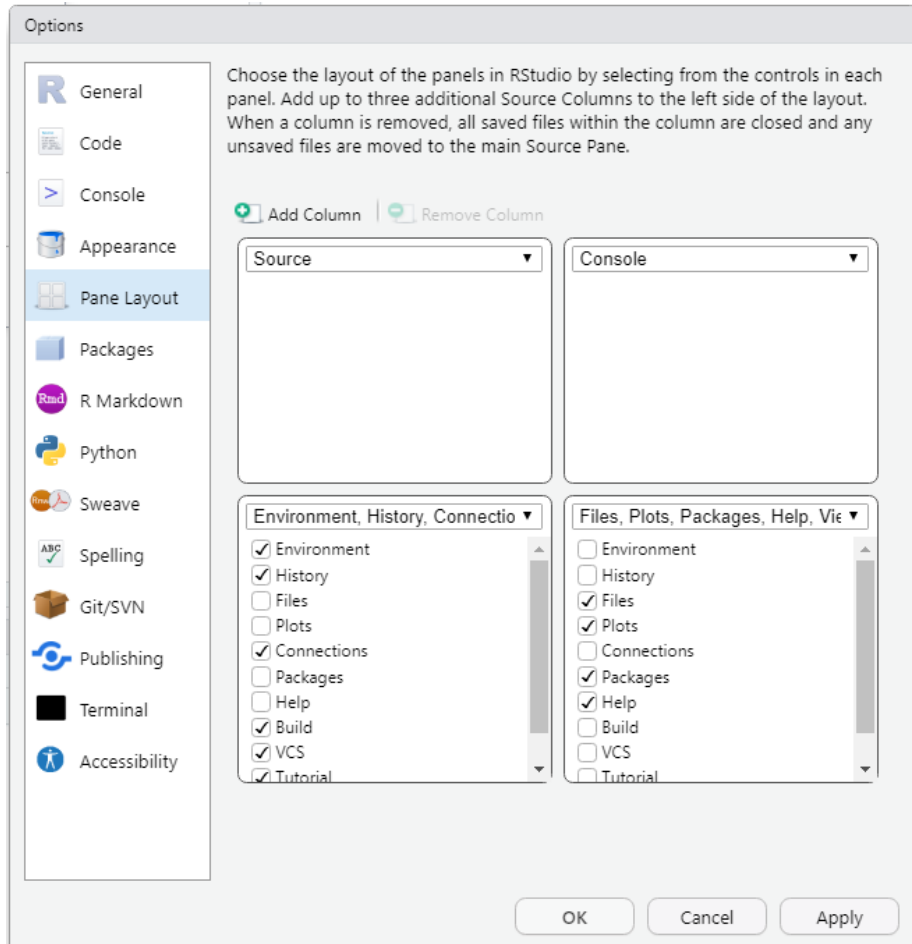 Options
General
Code
Console
Appearance
Pane Layout
Packages
Rmd
R Markdown
Python
Rnw
Sweave
ABC
Spelling
Git/SVN
Publishing
Terminal
Accessibility
Choose the layout of the panels in RStudio by selecting from the controls in each
panel. Add up to three additional Source Columns to the left side of the layout.
When a column is removed, all saved files within the column are closed and any
unsaved files are moved to the main Source Pane.
Add Column
Remove Column
Source
Console
Environment, History, Connectio
Environment
History
Files
Plots
Connections
Packages
Help
Build
VCS
Tutorial
Files, Plots, Packages, Help, Vie
Environment
History
Files
Plots
Connections
Packages
Help
Build
VCS
Tutorial
OK
Cancel
Apply